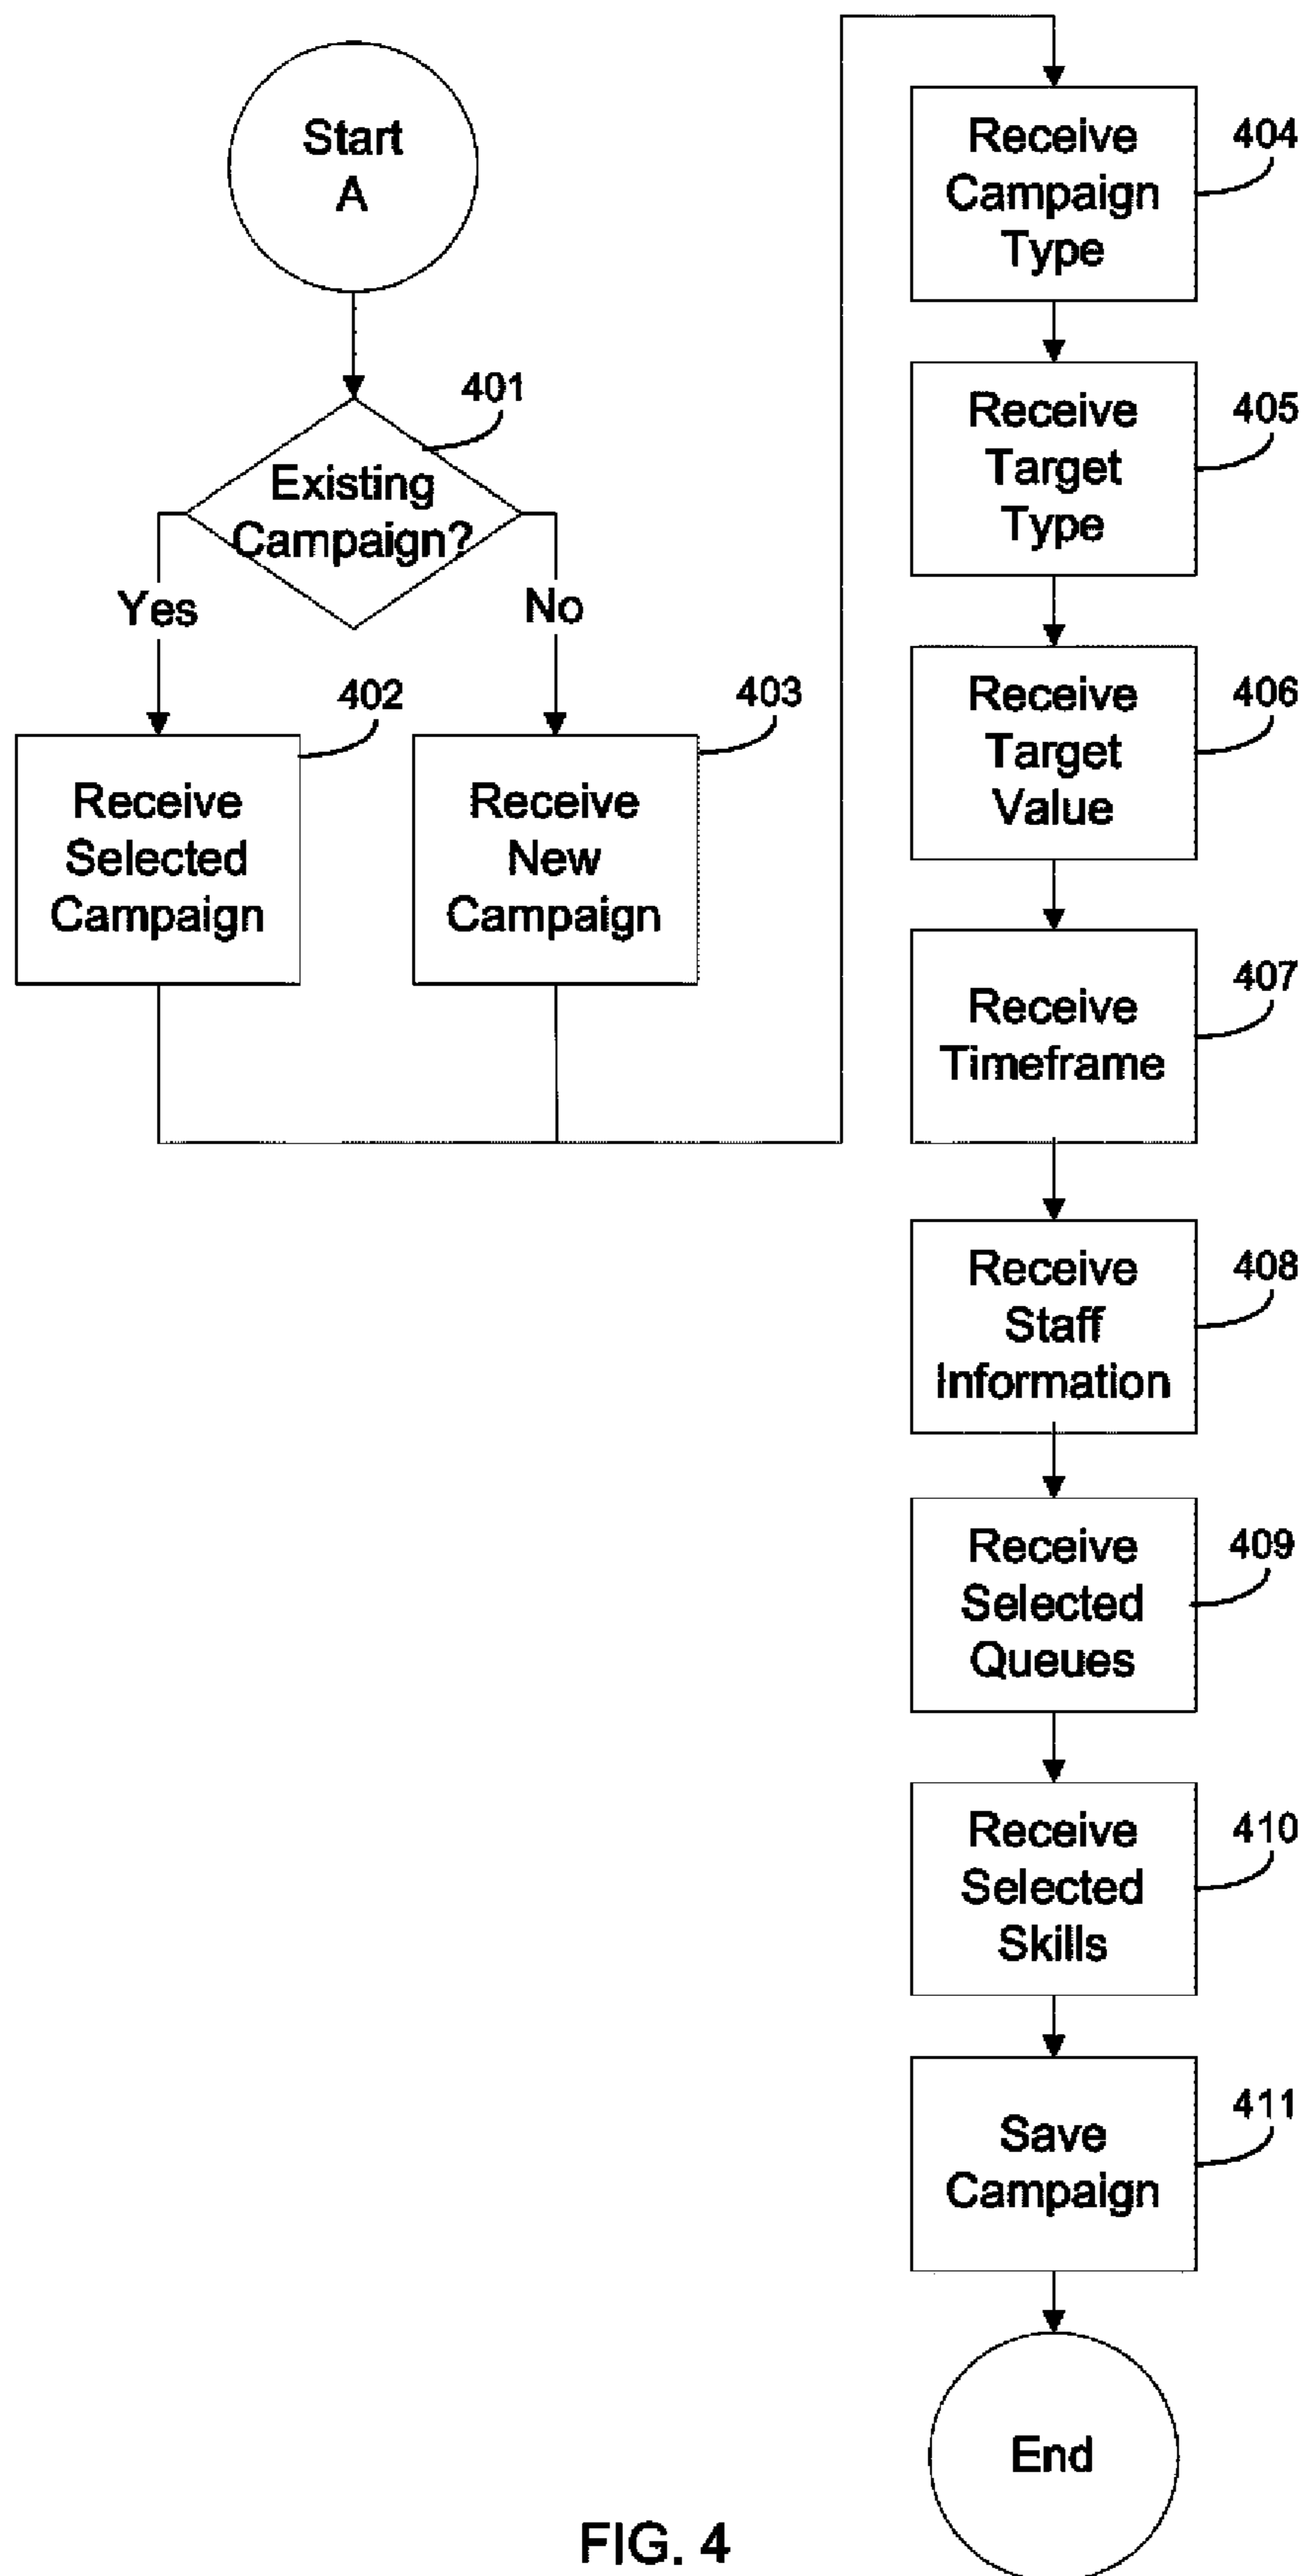 Start
A
401
Existing
Campaign?
Yes
No
402
Receive
Selected
Campaign
403
Receive
New
Campaign
404
Receive
Campaign
Type
405
Receive
Target
Type
406
Receive
Target
Value
407
Receive
Timeframe
408
Receive
Staff
Information
409
Receive
Selected
Queues
410
Receive
Selected
Skills
411
Save
Campaign
End
FIG. 4